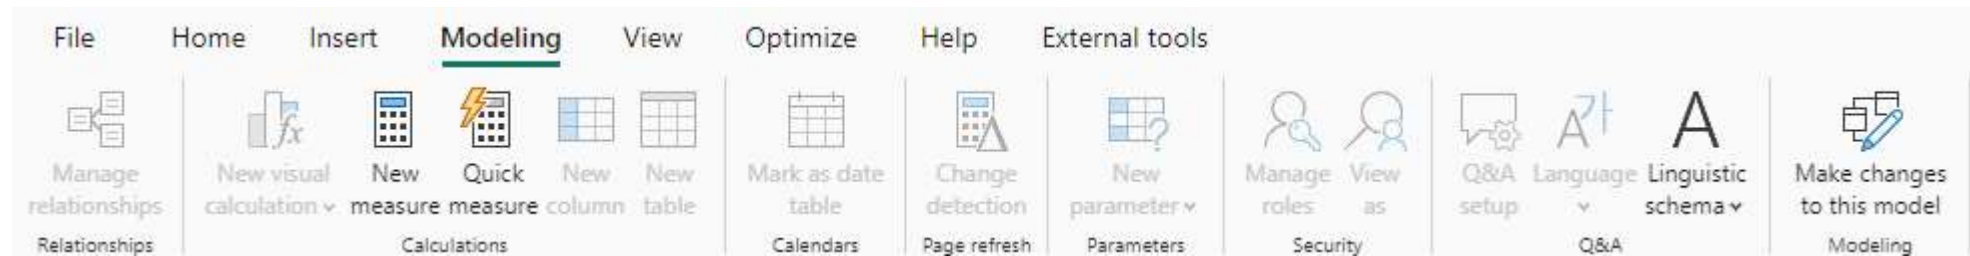 File Home Insert Modeling View Optimize Help External tools
Manage relationships
New visual calculation
New measure
Quick measure
New column
New table
Mark as date table
Change detection
New parameter
Manage roles
View as
Q&A setup
Language
Linguistic schema
Make changes to this model
Relationships Calculations Calendars Page refresh Parameters Security Q&A Modeling